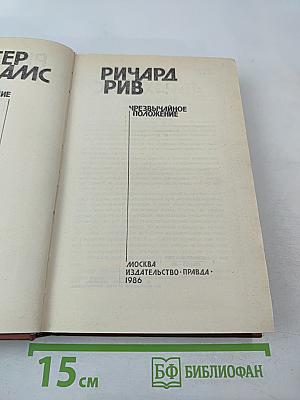 ТЕР
АМС
ИЕ
РИЧАРД
РИВ
ЧРЕЗВЫЧАЙНОЕ
ПОЛОЖЕНИЕ
МОСКВА
ИЗДАТЕЛЬСТВО·ПРАВДА·
1986
15 см
БФ БИБЛИОФАН